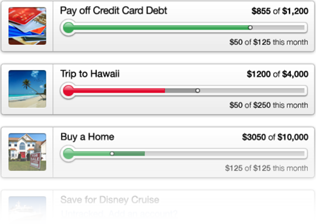 Pay off Credit Card Debt $855 of $1,200
$50 of $125 this month
Trip to Hawaii $1200 of $4,000
$50 of $250 this month
Buy a Home $3050 of $10,000
$125 of $125 this month
Save for Disney Cruise